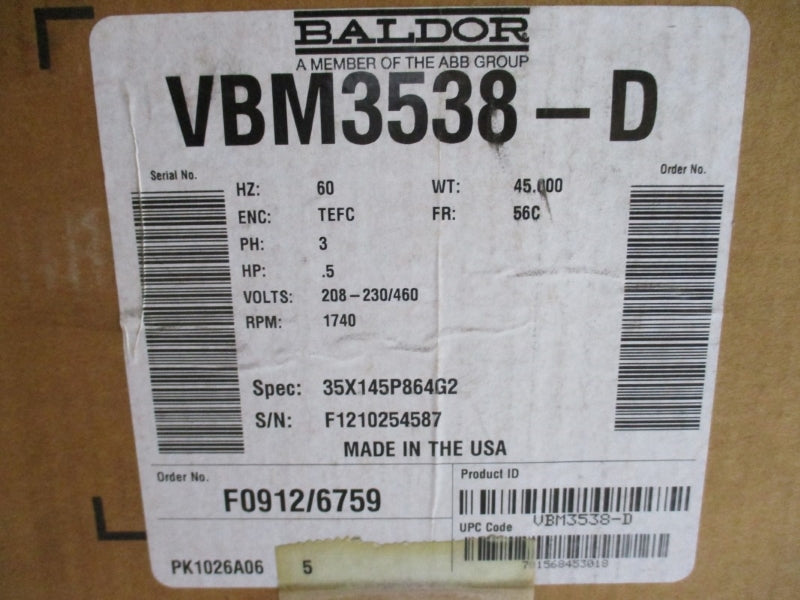 BALDOR
A MEMBER OF THE ABB GROUP
VBM3538-D
Serial No.
Order No.
HZ: 60 WT: 45.000
ENC: TEFC FR: 56C
PH: 3
HP: .5
VOLTS: 208-230/460
RPM: 1740
Spec: 35X145P864G2
S/N: F1210254587
MADE IN THE USA
Order No.
F0912/6759
Product ID
VBM3538-D
UPC Code
781568453018
PK1026A06 5